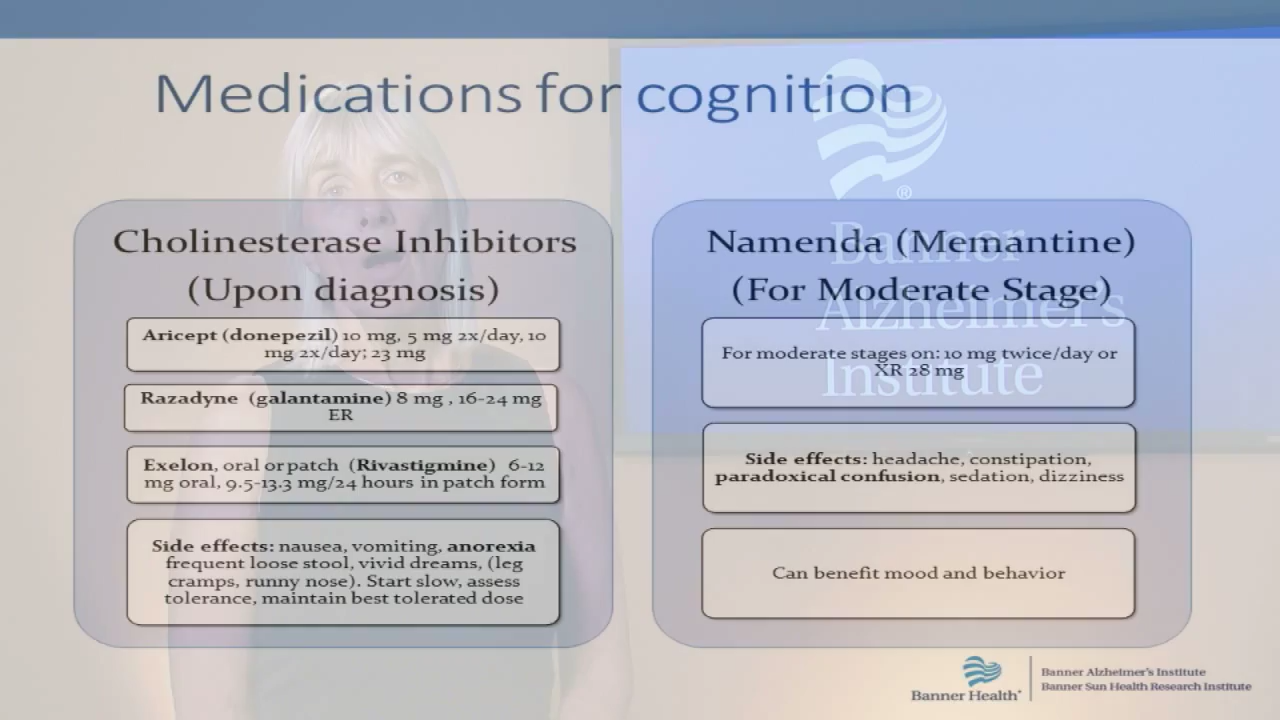 Medications for cognition
®
Banner
Alzheimer's
Institute
Cholinesterase Inhibitors
(Upon diagnosis)
Aricept (donepezil) 10 mg, 5 mg 2x/day, 10
mg 2x/day; 23 mg
Razadyne (galantamine) 8 mg , 16-24 mg
ER
Exelon, oral or patch (Rivastigmine) 6-12
mg oral, 9.5-13.3 mg/24 hours in patch form
Side effects: nausea, vomiting, anorexia
frequent loose stool, vivid dreams, (leg
cramps, runny nose). Start slow, assess
tolerance, maintain best tolerated dose
Namenda (Memantine)
(For Moderate Stage)
For moderate stages on: 10 mg twice/day or
XR 28 mg
Side effects: headache, constipation,
paradoxical confusion, sedation, dizziness
Can benefit mood and behavior
Banner Health
Banner Alzheimer's Institute
Banner Sun Health Research Institute